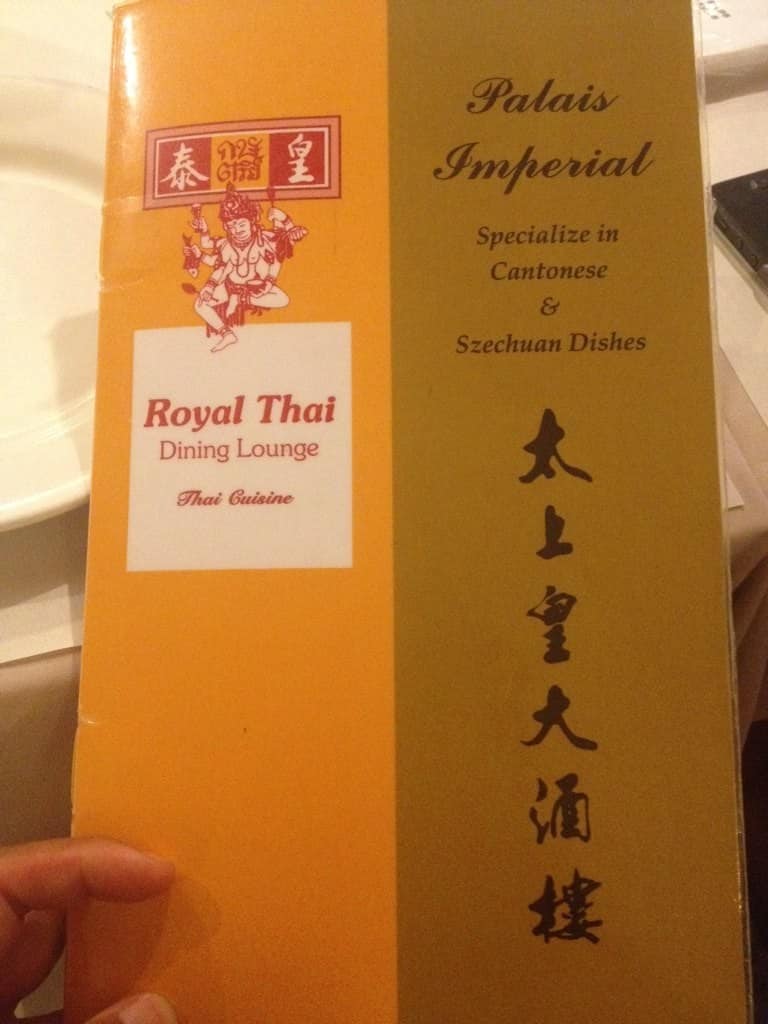 泰 皇
Royal Thai
Dining Lounge
Thai Cuisine
Palais
Imperial
Specialize in
Cantonese
&
Szechuan Dishes
太上皇大酒樓